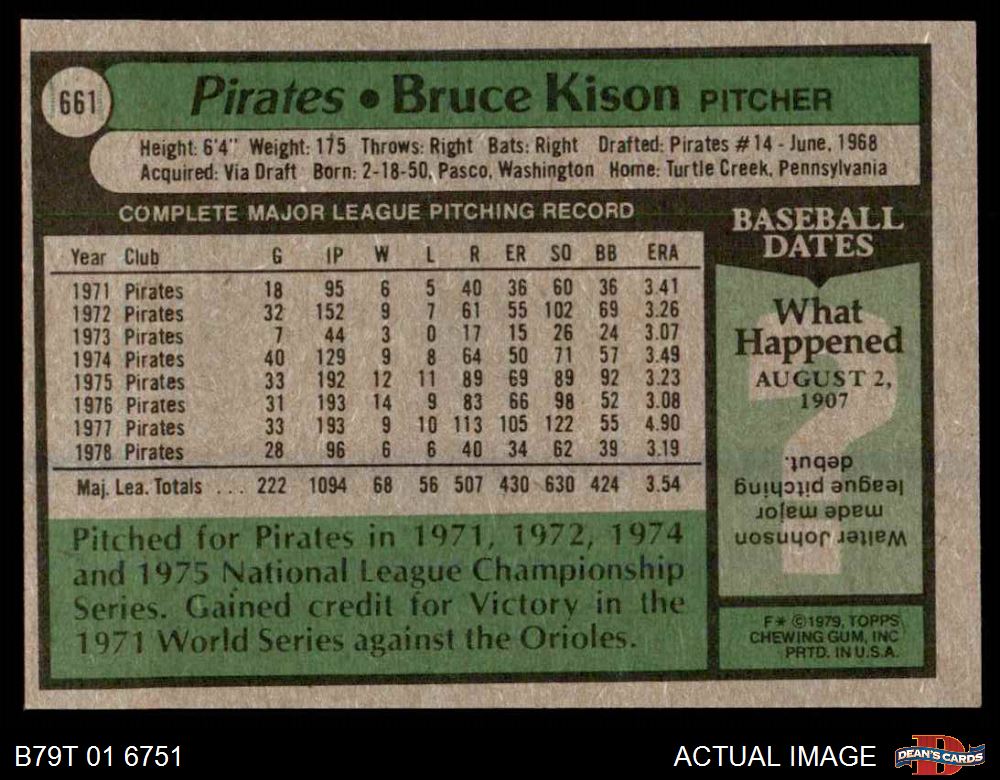 661
Pirates • Bruce Kison PITCHER
Height: 6'4" Weight: 175 Throws: Right Bats: Right Drafted: Pirates #14 - June, 1968
Acquired: Via Draft Born: 2-18-50, Pasco, Washington Home: Turtle Creek, Pennsylvania
COMPLETE MAJOR LEAGUE PITCHING RECORD
Year Club G IP W L R ER SO BB ERA
1971 Pirates 18 95 6 5 40 36 60 36 3.41
1972 Pirates 32 152 9 7 61 55 102 69 3.26
1973 Pirates 7 44 3 0 17 15 26 24 3.07
1974 Pirates 40 129 9 8 64 50 71 57 3.49
1975 Pirates 33 192 12 11 89 69 89 92 3.23
1976 Pirates 31 193 14 9 83 66 98 52 3.08
1977 Pirates 33 193 9 10 113 105 122 55 4.90
1978 Pirates 28 96 6 6 40 34 62 39 3.19
Maj. Lea. Totals ... 222 1094 68 56 507 430 630 424 3.54
Pitched for Pirates in 1971, 1972, 1974
and 1975 National League Championship
Series. Gained credit for Victory in the
1971 World Series against the Orioles.
BASEBALL
DATES
What
Happened
AUGUST 2,
1907
?
Walter Johnson
made major
league pitching
debut.
F* ©1979, TOPPS
CHEWING GUM, INC
PRTD. IN U.S.A.
B79T 01 6751
ACTUAL IMAGE
D
DEAN'S CARDS